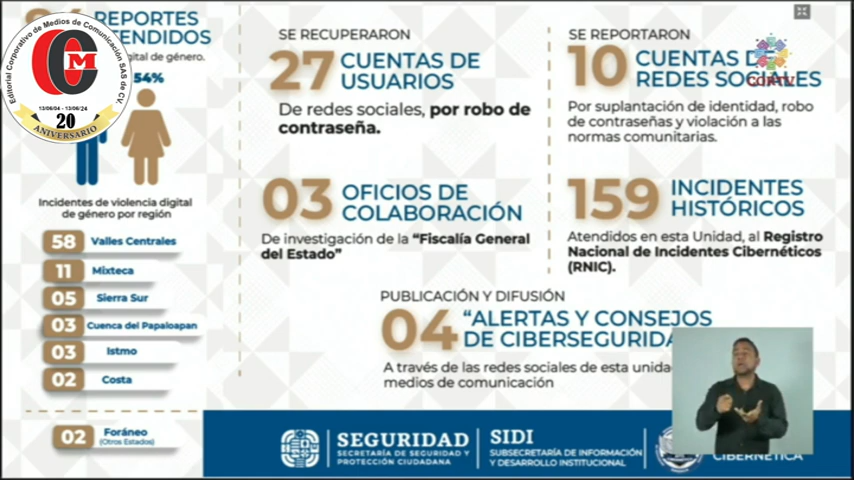 REPORTES
digital de género.
54%
Editorial Corporativo de Medios de Comunicación SAS de CV.
CM
13/06/04 - 13/06/24
20
ANIVERSARIO
Incidentes de violencia digital
de género por región
58 Valles Centrales
11 Mixteca
05 Sierra Sur
03 Cuenca del Papaloapan
03 Istmo
02 Costa
02 Foráneo
(Otros Estados)
SE RECUPERARON
27 CUENTAS DE
USUARIOS
De redes sociales, por robo de
contraseña.
SE REPORTARON
10 CUENTAS DE
REDES SOCIALES
CORTV
Por suplantación de identidad, robo
de contraseñas y violación a las
normas comunitarias.
03 OFICIOS DE
COLABORACIÓN
De investigación de la “Fiscalía General
del Estado”
159 INCIDENTES
HISTÓRICOS
Atendidos en esta Unidad, al Registro
Nacional de Incidentes Cibernéticos
(RNIC).
PUBLICACIÓN Y DIFUSIÓN
04 “ALERTAS Y CONSEJOS
DE CIBERSEGURIDA
A través de las redes sociales de esta unida
medios de comunicación
SEGURIDAD
SECRETARÍA DE SEGURIDAD Y
PROTECCIÓN CIUDADANA
SIDI
SUBSECRETARÍA DE INFORMACIÓN
Y DESARROLLO INSTITUCIONAL
CIBERNÉTICA